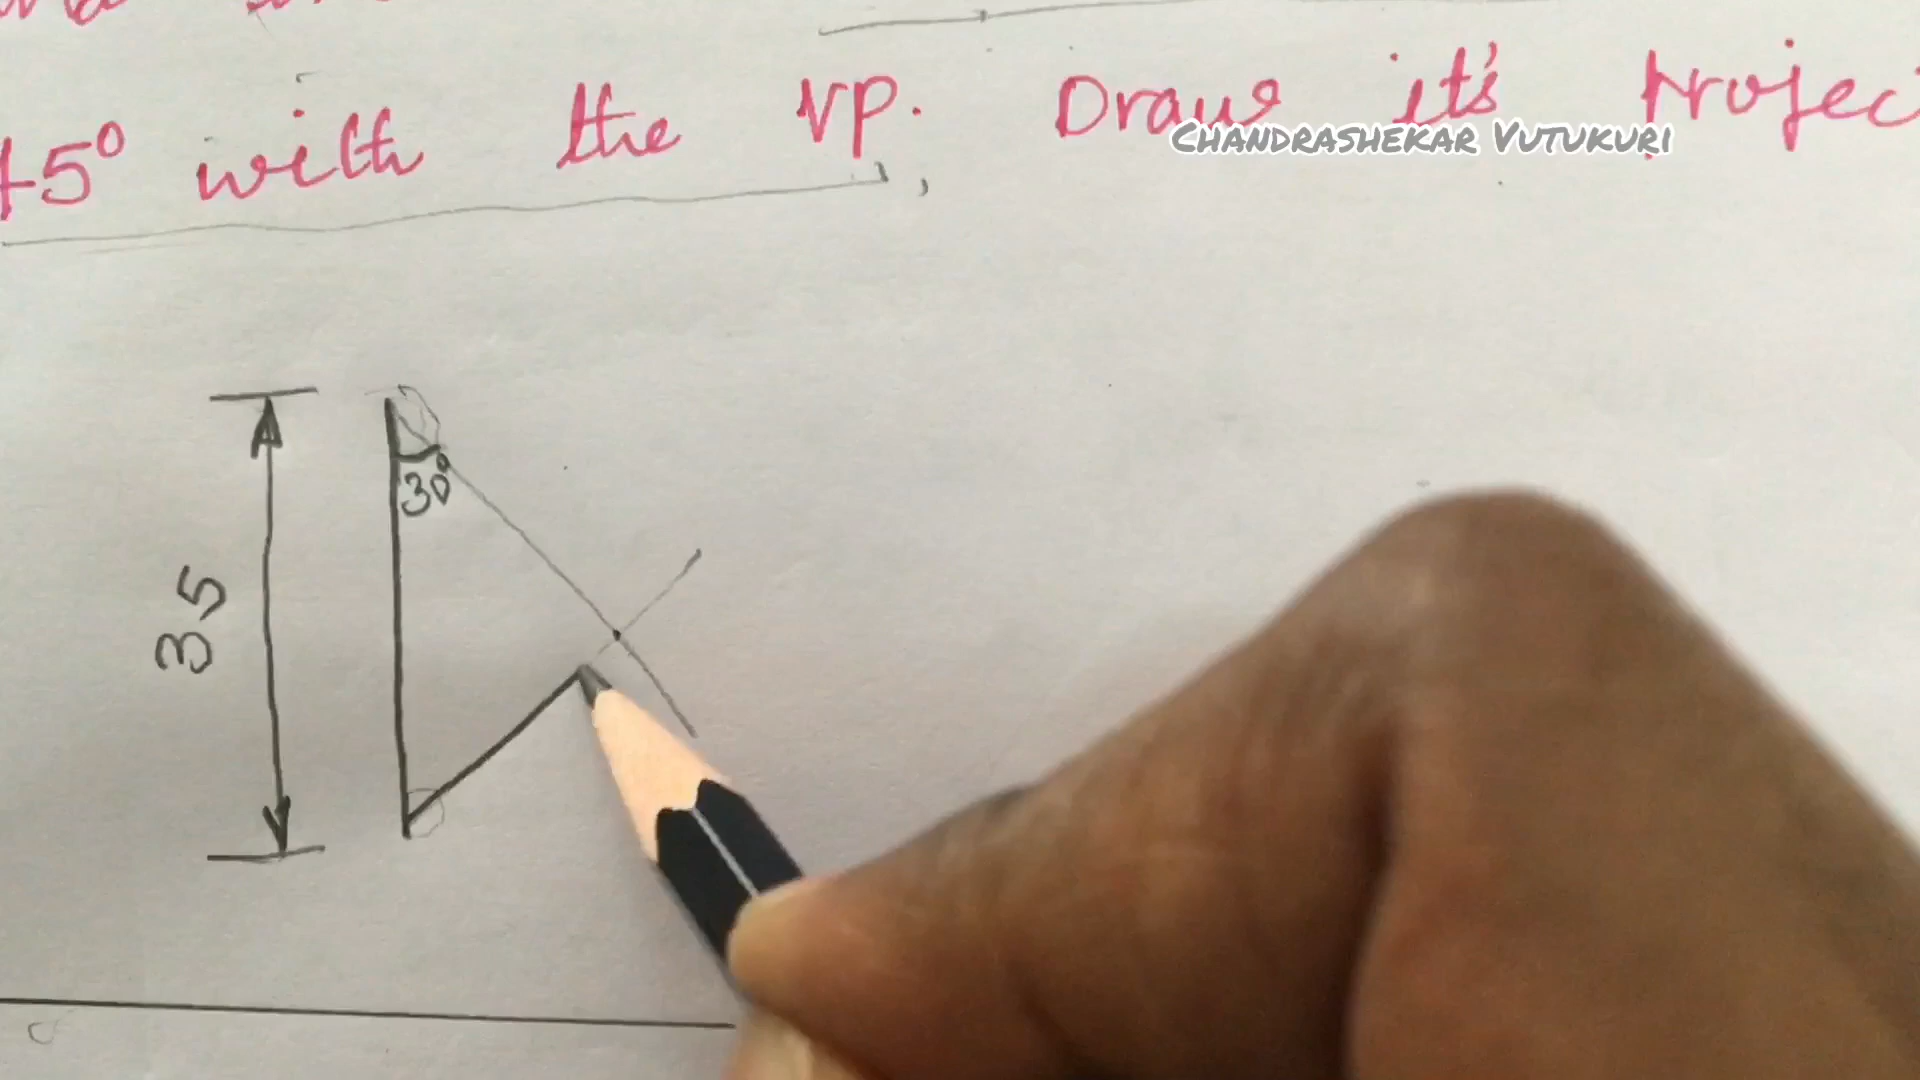 45° with the VP. Draw it's projec
CHANDRASHEKAR VUTUKURI
30°
35